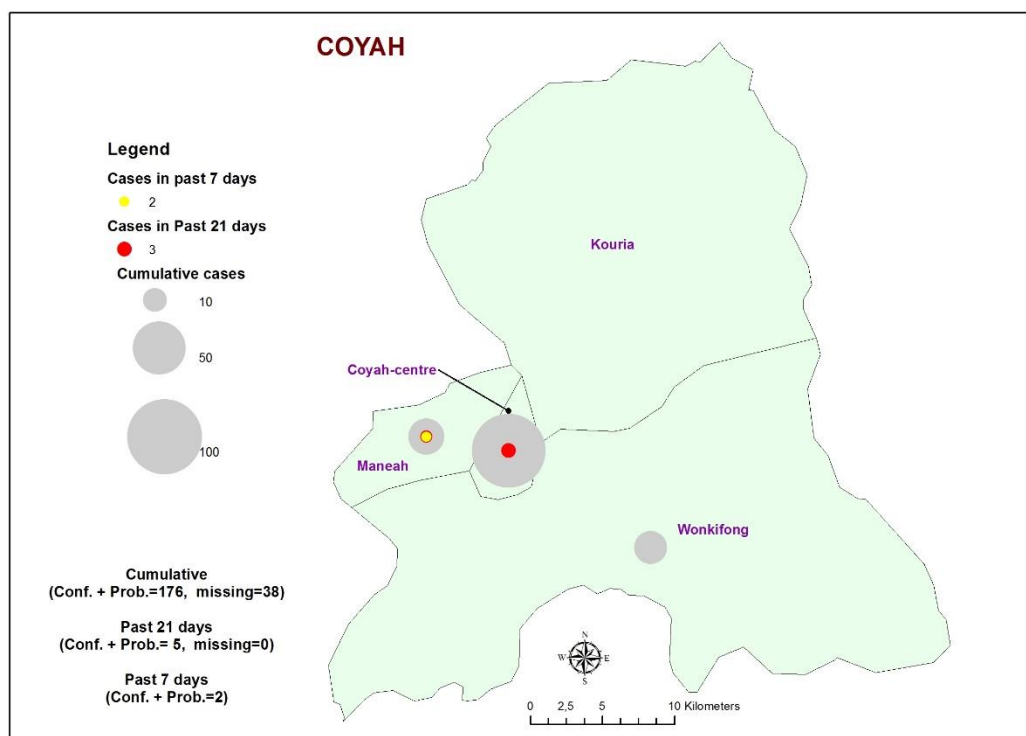 COYAH
Legend
Cases in past 7 days
2
Cases in Past 21 days
3
Cumulative cases
10
50
100
Kouria
Coyah-centre
Maneah
Wonkifong
Cumulative
(Conf. + Prob.=176, missing=38)
Past 21 days
(Conf. + Prob.= 5, missing=0)
Past 7 days
(Conf. + Prob.=2)
N
W E
S
0 2,5 5 10 Kilometers